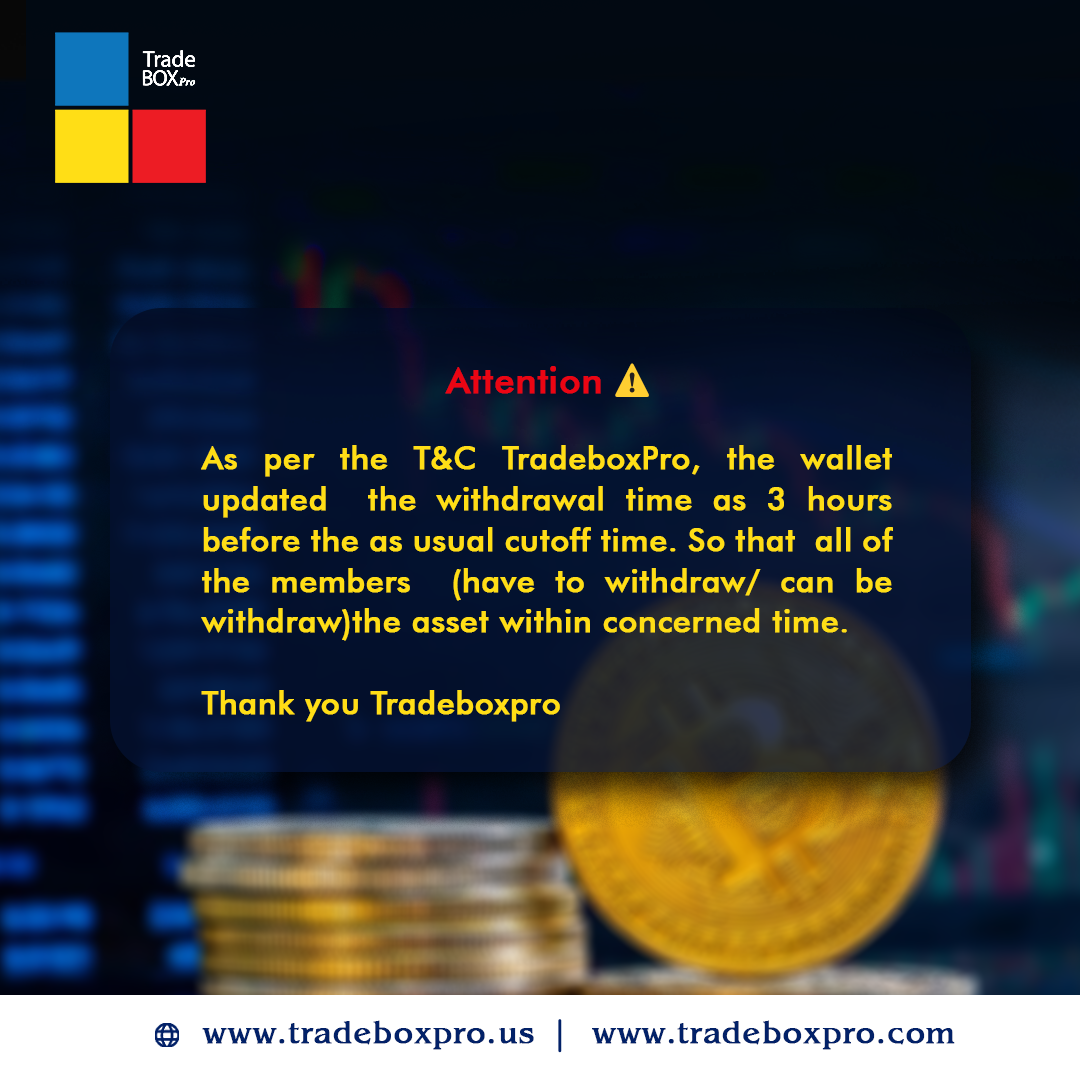 Trade
BOXPro
Attention ⚠
As per the T&C TradeboxPro, the wallet
updated the withdrawal time as 3 hours
before the as usual cutoff time. So that all of
the members (have to withdraw/ can be
withdraw)the asset within concerned time.
Thank you Tradeboxpro
www.tradeboxpro.us | www.tradeboxpro.com